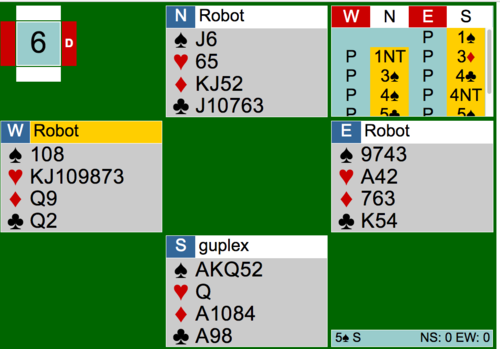 6 D
N Robot
♠ J6
♥ 65
♦ KJ52
♣ J10763
W N E S
P 1♠
P 1NT P 3♦
P 3♠ P 4♣
P 4♠ P 4NT
P 5♣ P 5♠
W Robot
♠ 108
♥ KJ109873
♦ Q9
♣ Q2
E Robot
♠ 9743
♥ A42
♦ 763
♣ K54
S guplex
♠ AKQ52
♥ Q
♦ A1084
♣ A98
5♠ S NS: 0 EW: 0